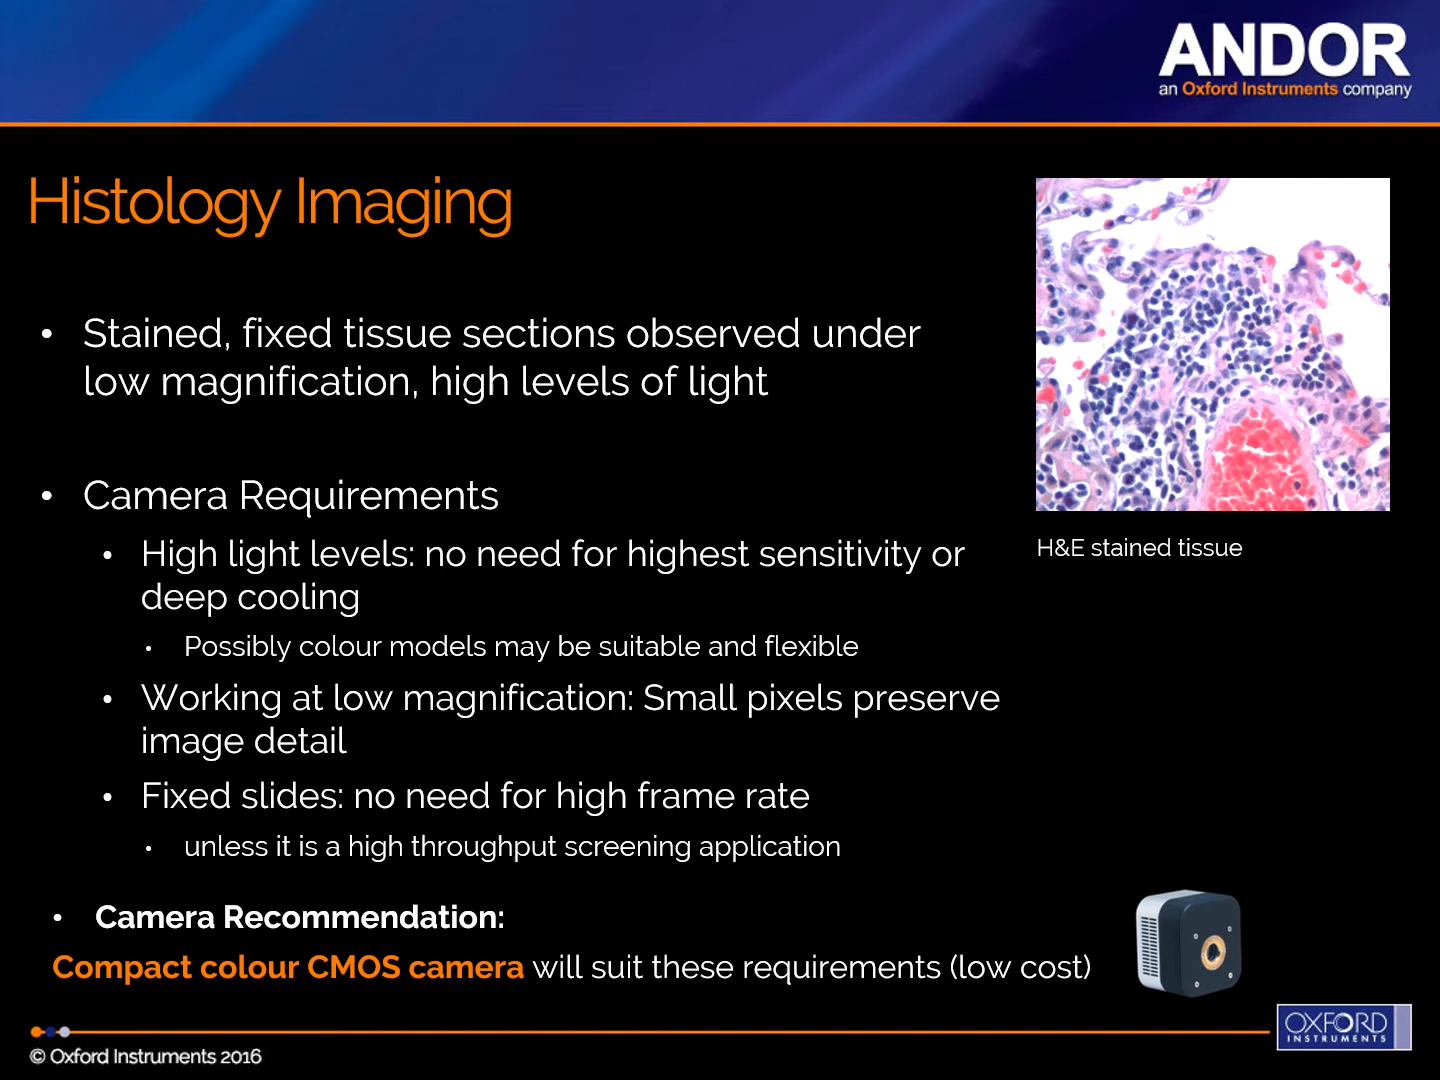 ANDOR
an Oxford Instruments company
Histology Imaging
• Stained, fixed tissue sections observed under
low magnification, high levels of light
• Camera Requirements
• High light levels: no need for highest sensitivity or
deep cooling
• Possibly colour models may be suitable and flexible
• Working at low magnification: Small pixels preserve
image detail
• Fixed slides: no need for high frame rate
• unless it is a high throughput screening application
H&E stained tissue
• Camera Recommendation:
Compact colour CMOS camera will suit these requirements (low cost)
OXFORD
INSTRUMENTS
© Oxford Instruments 2016